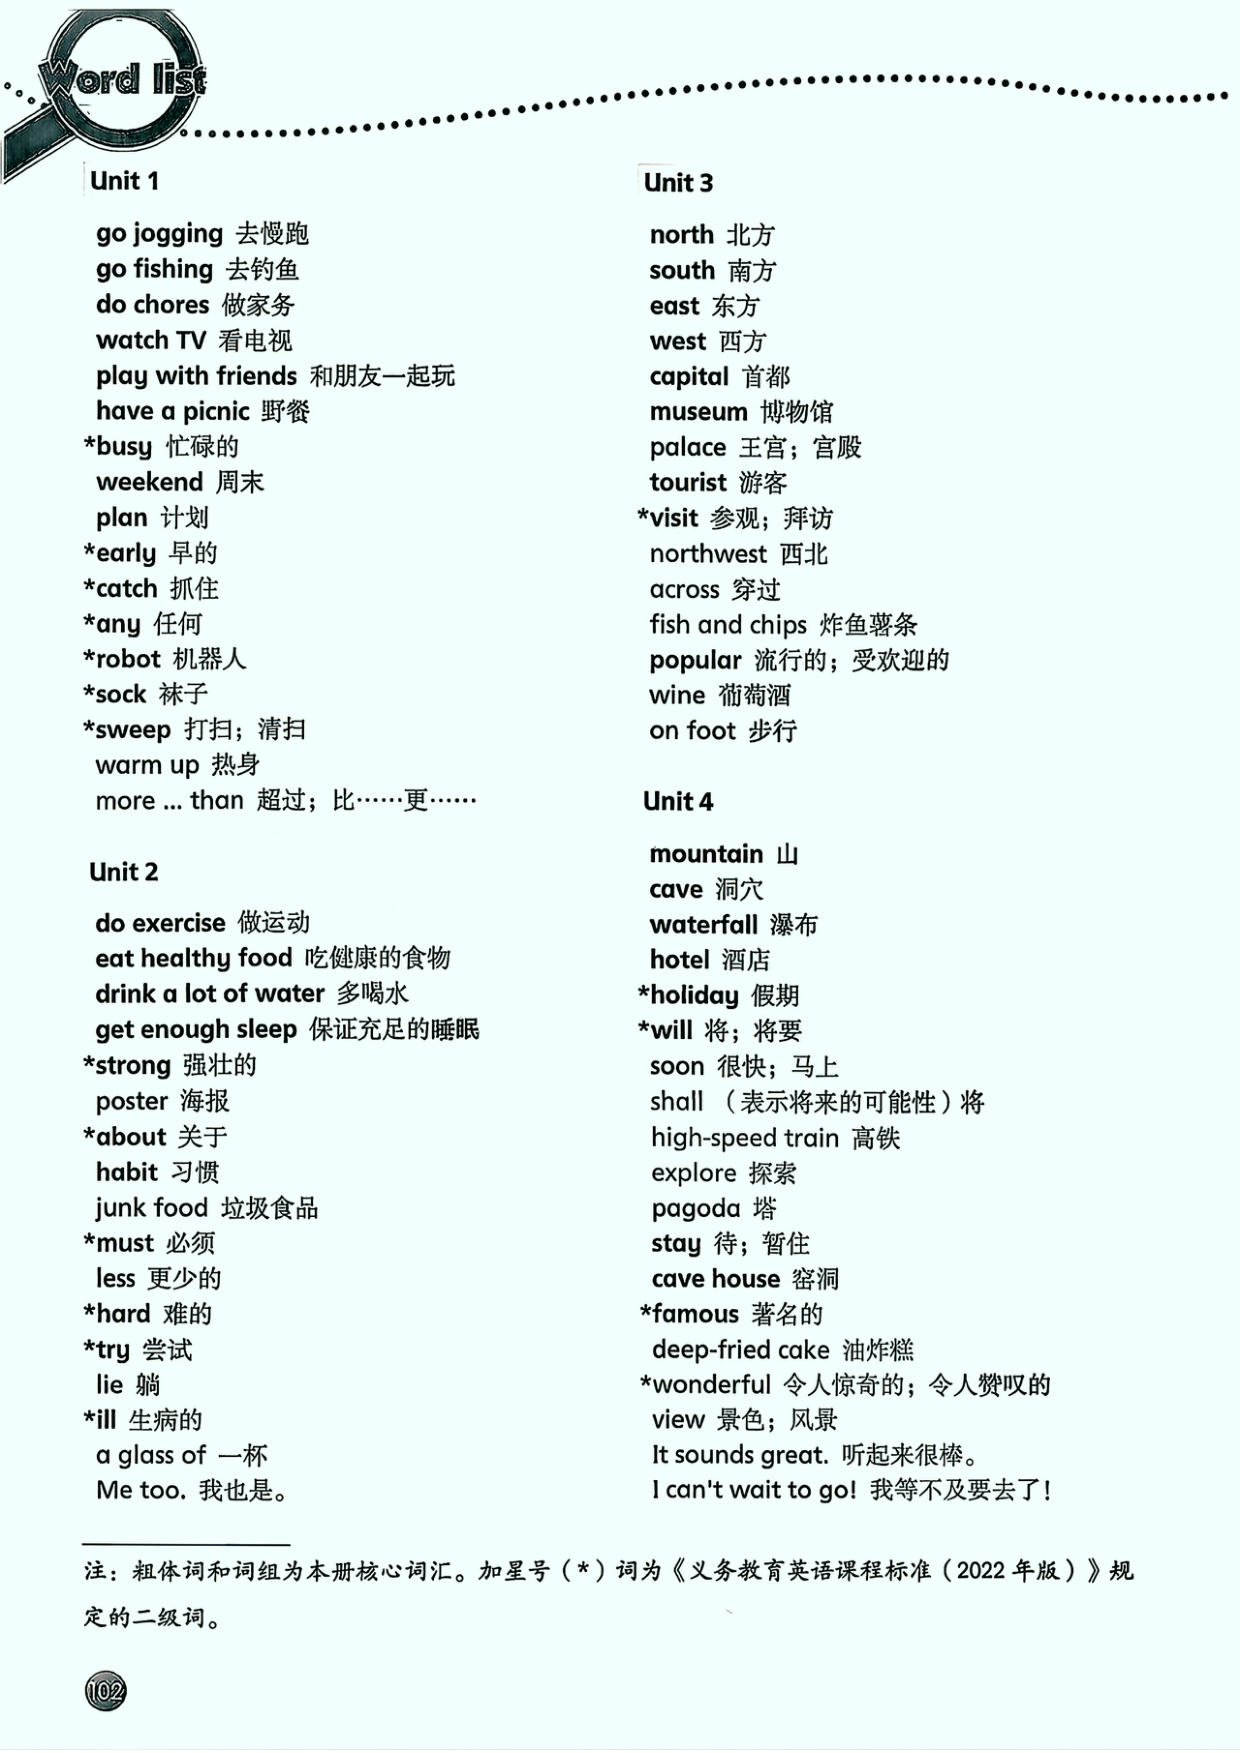 Word list
Unit 1
go jogging 去慢跑
go fishing 去钓鱼
do chores 做家务
watch TV 看电视
play with friends 和朋友一起玩
have a picnic 野餐
*busy 忙碌的
weekend 周末
plan 计划
*early 早的
*catch 抓住
*any 任何
*robot 机器人
*sock 袜子
*sweep 打扫；清扫
warm up 热身
more ... than 超过；比……更……
Unit 2
do exercise 做运动
eat healthy food 吃健康的食物
drink a lot of water 多喝水
get enough sleep 保证充足的睡眠
*strong 强壮的
poster 海报
*about 关于
habit 习惯
junk food 垃圾食品
*must 必须
less 更少的
*hard 难的
*try 尝试
lie 躺
*ill 生病的
a glass of 一杯
Me too. 我也是。
Unit 3
north 北方
south 南方
east 东方
west 西方
capital 首都
museum 博物馆
palace 王宫；宫殿
tourist 游客
*visit 参观；拜访
northwest 西北
across 穿过
fish and chips 炸鱼薯条
popular 流行的；受欢迎的
wine 葡萄酒
on foot 步行
Unit 4
mountain 山
cave 洞穴
waterfall 瀑布
hotel 酒店
*holiday 假期
*will 将；将要
soon 很快；马上
shall （表示将来的可能性）将
high-speed train 高铁
explore 探索
pagoda 塔
stay 待；暂住
cave house 窑洞
*famous 著名的
deep-fried cake 油炸糕
*wonderful 令人惊奇的；令人赞叹的
view 景色；风景
It sounds great. 听起来很棒。
I can't wait to go! 我等不及要去了！
注：粗体词和词组为本册核心词汇。加星号（*）词为《义务教育英语课程标准（2022 年版）》规
定的二级词。
102